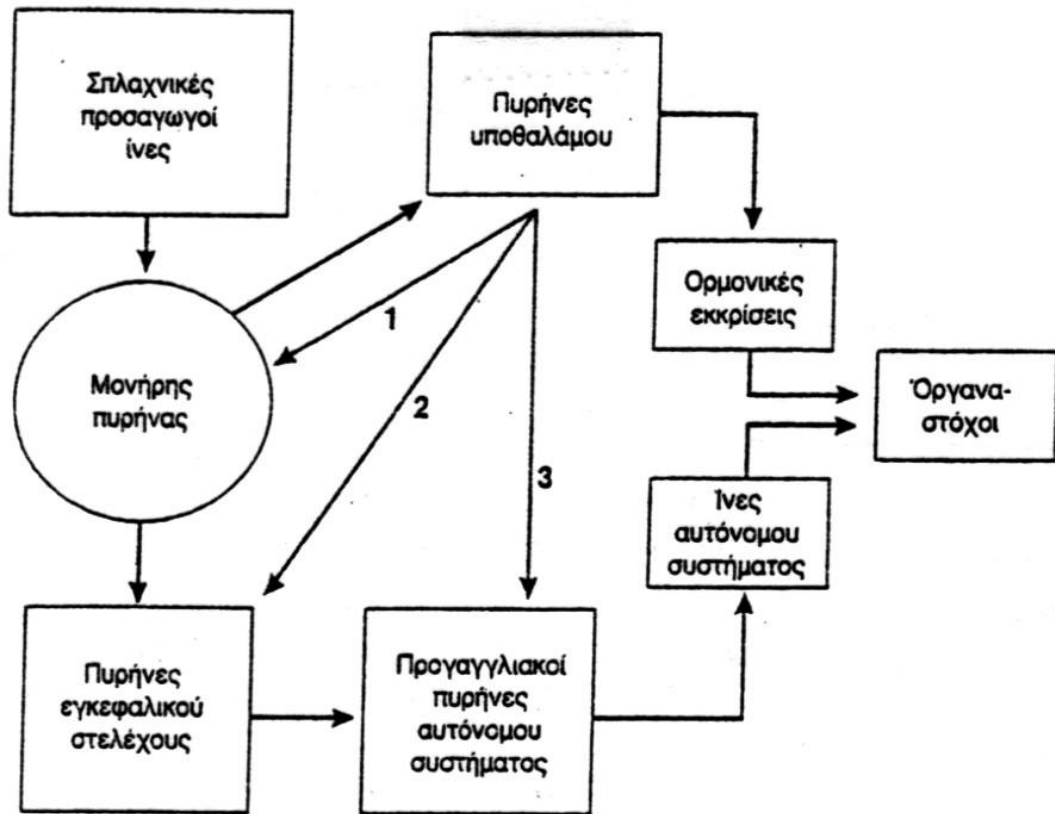 Σπλαχνικές
προσαγωγοί
ίνες
Πυρήνες
υποθαλάμου
Ορμονικές
εκκρίσεις
1
Μονήρης
πυρήνας
2
Όργανα-
στόχοι
3
Ίνες
αυτόνομου
συστήματος
Πυρήνες
εγκεφαλικού
στελέχους
Προγαγγλιακοί
πυρήνες
αυτόνομου
συστήματος